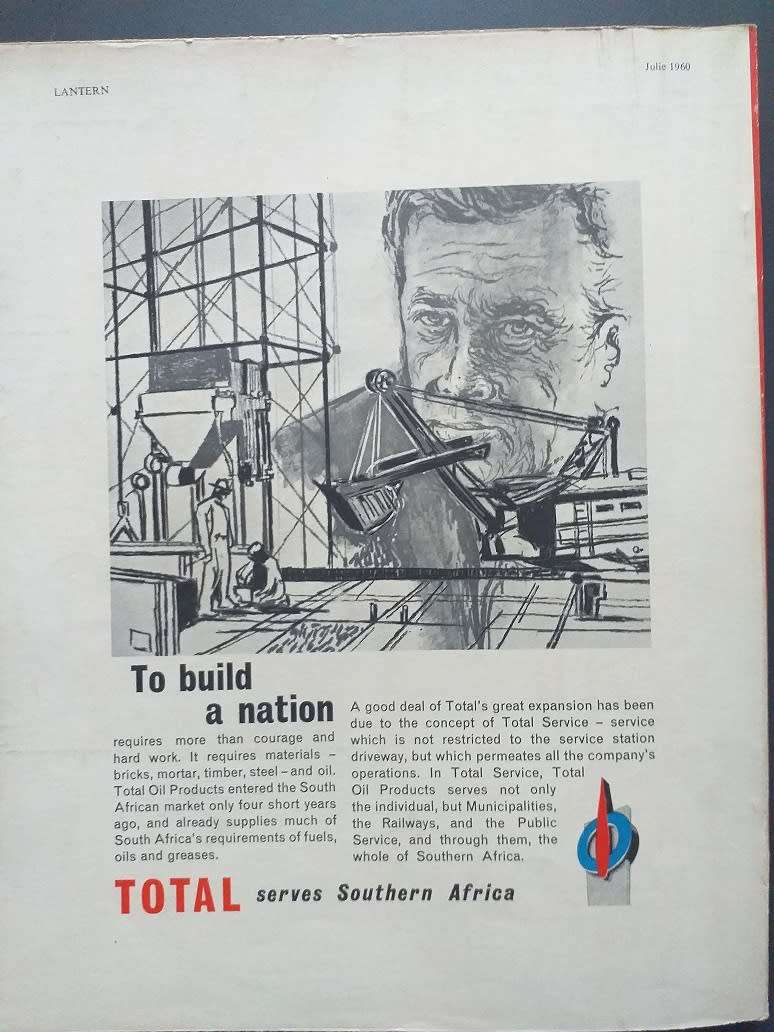 LANTERN
Julie 1960
To build
a nation
requires more than courage and
hard work. It requires materials –
bricks, mortar, timber, steel – and oil.
Total Oil Products entered the South
African market only four short years
ago, and already supplies much of
South Africa's requirements of fuels,
oils and greases.
A good deal of Total's great expansion has been
due to the concept of Total Service – service
which is not restricted to the service station
driveway, but which permeates all the company's
operations. In Total Service, Total
Oil Products serves not only
the individual, but Municipalities,
the Railways, and the Public
Service, and through them, the
whole of Southern Africa.
TOTAL serves Southern Africa